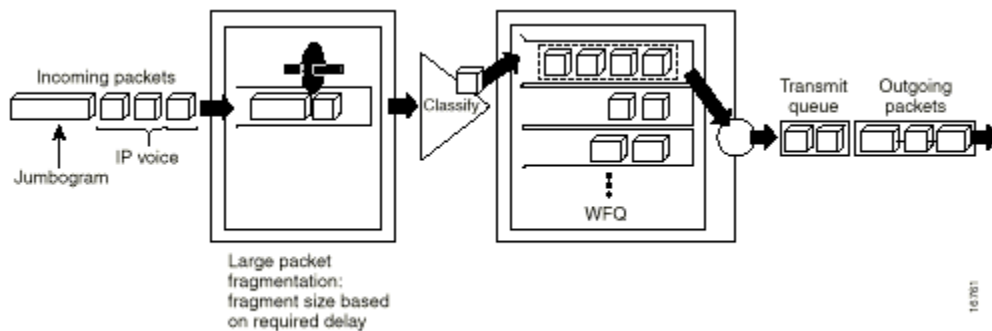 Incoming packets
IP voice
Jumbogram
Large packet
fragmentation:
fragment size based
on required delay
Classify
WFQ
Transmit
queue
Outgoing
packets
16761